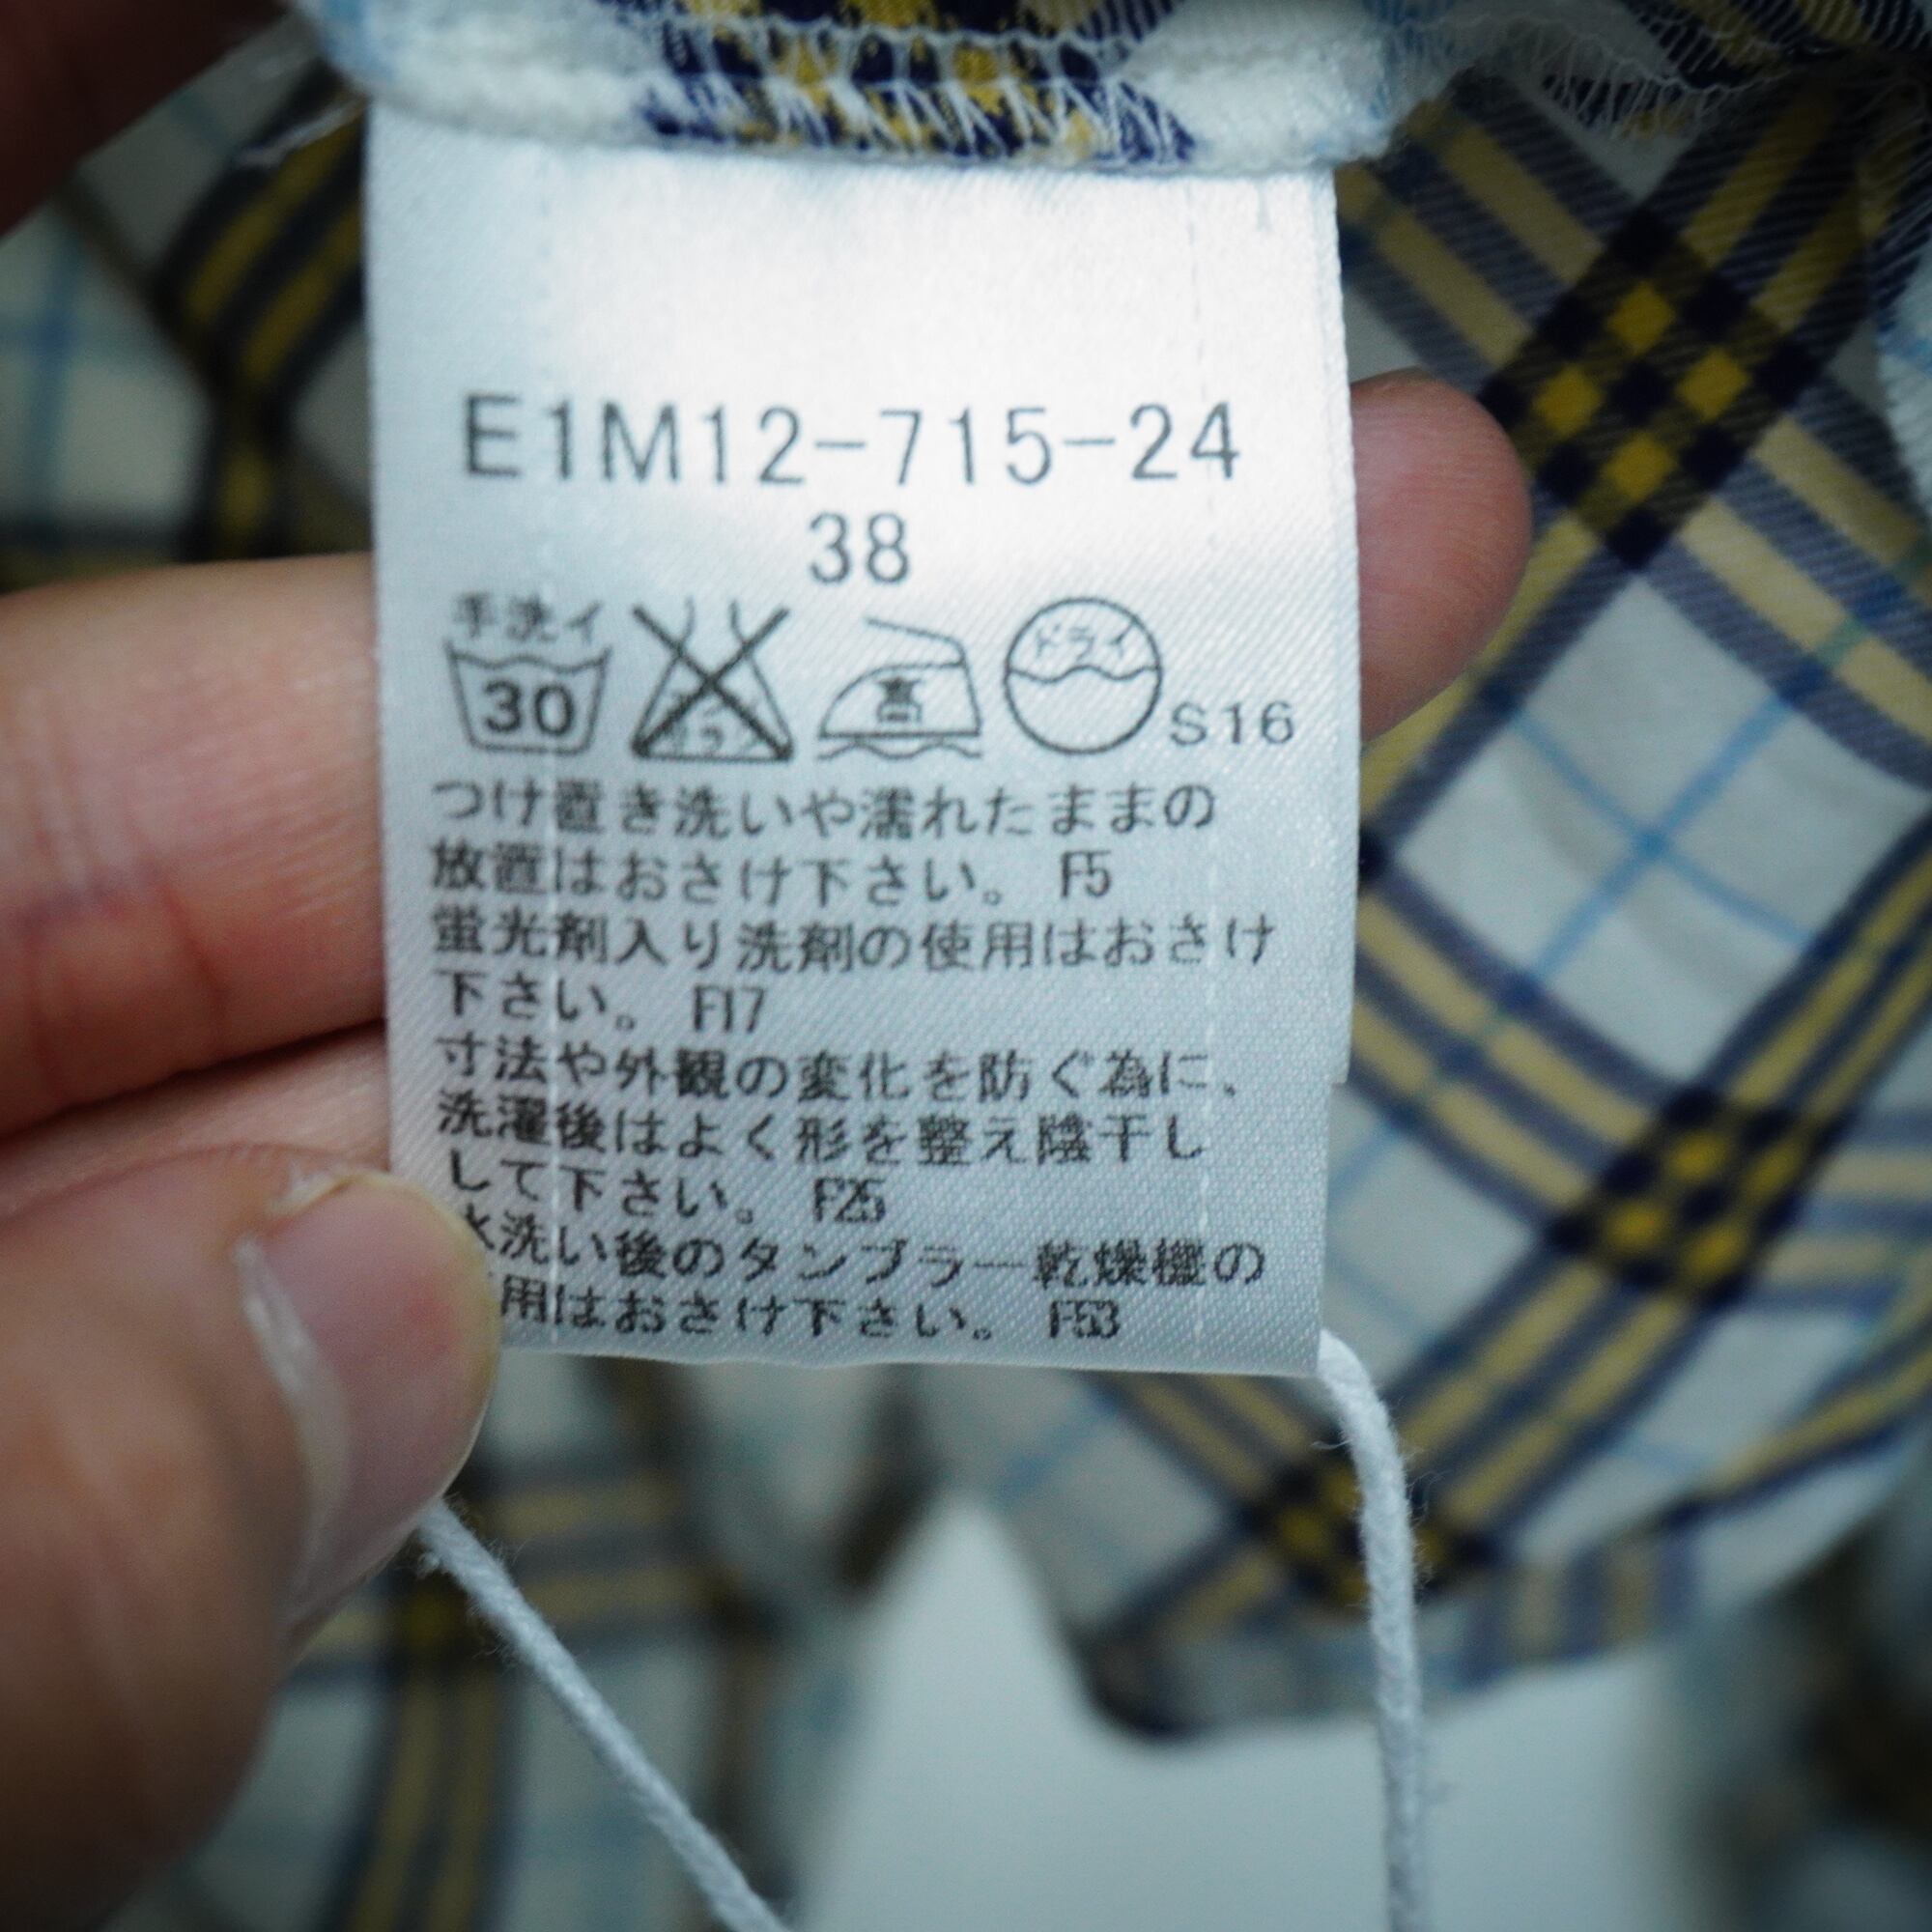 E1M12-715-24
38
手洗イ
30
高
ドライ
S16
つけ置き洗いや濡れたままの
放置はおさけ下さい。 F5
蛍光剤入り洗剤の使用はおさけ
下さい。 F17
寸法や外観の変化を防ぐ為に、
洗濯後はよく形を整え陰干し
して下さい。 F25
水洗い後のタンブラー乾燥機の
用はおさけ下さい。 F53